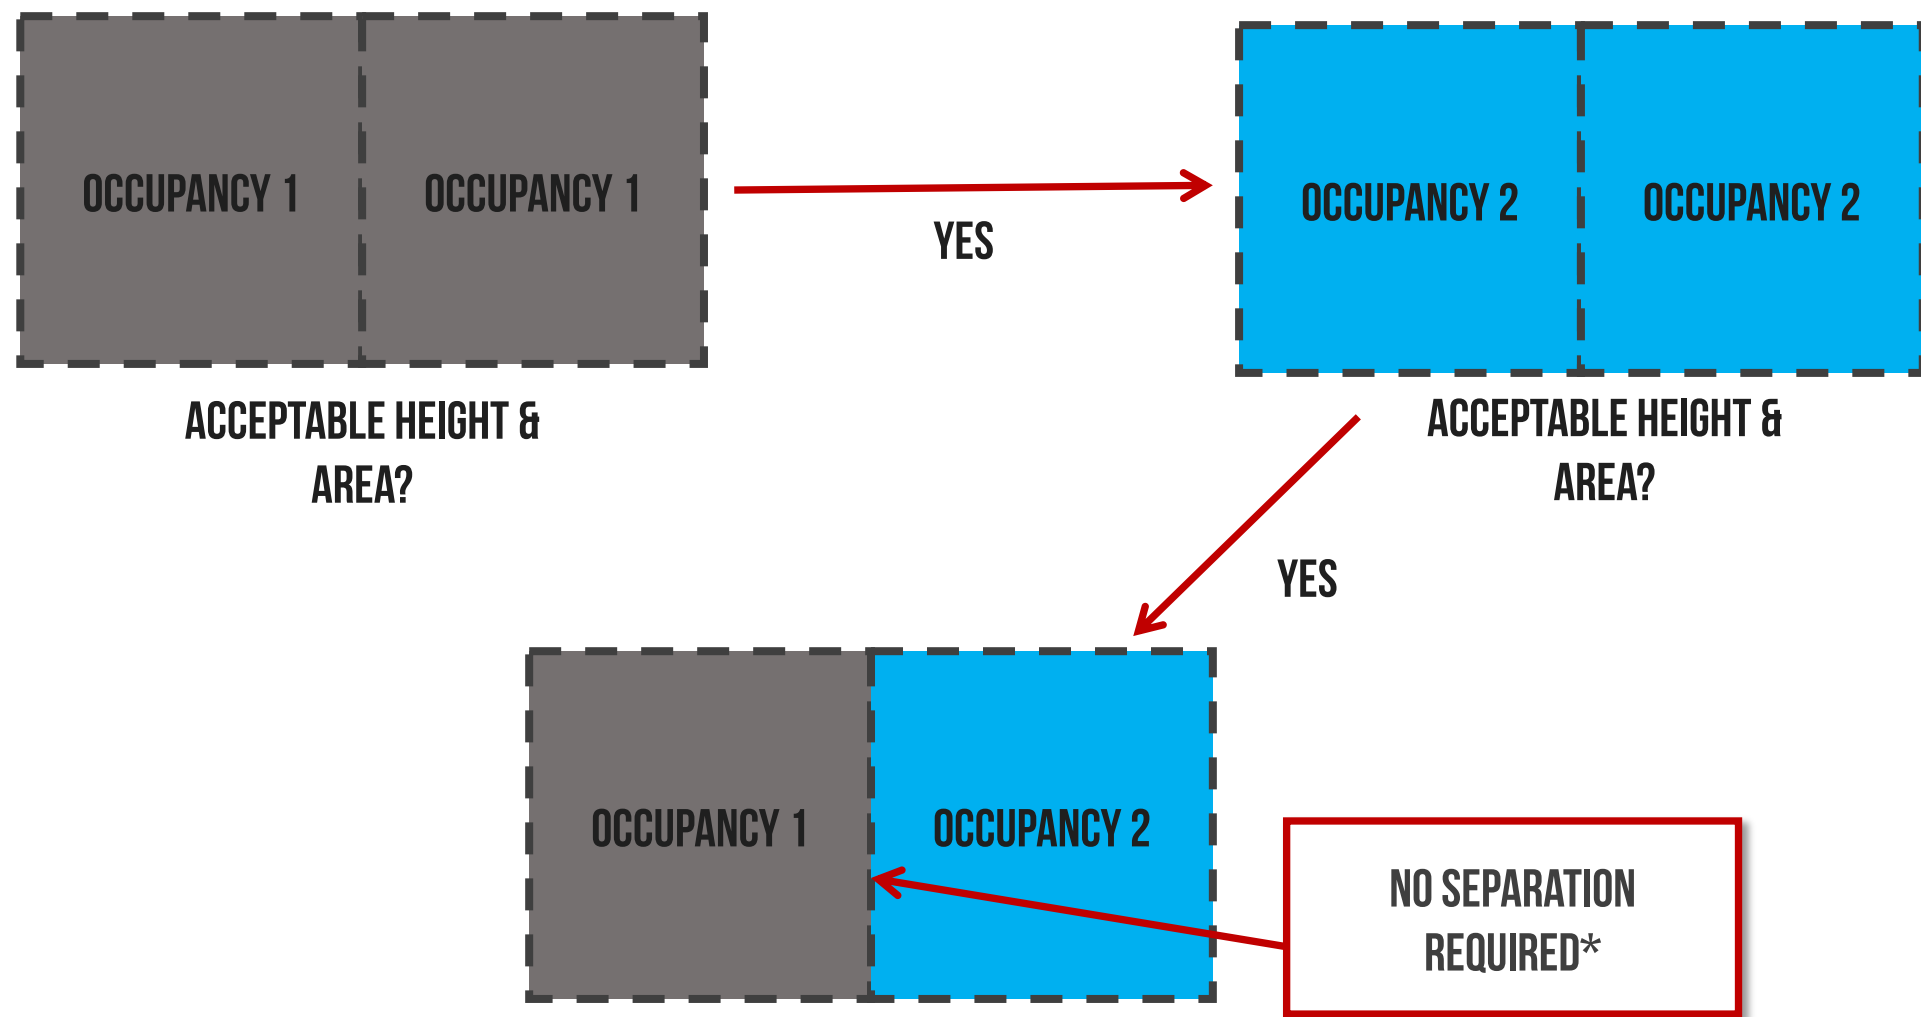 OCCUPANCY 1
OCCUPANCY 1
YES
OCCUPANCY 2
OCCUPANCY 2
ACCEPTABLE HEIGHT &
AREA?
ACCEPTABLE HEIGHT &
AREA?
YES
OCCUPANCY 1
OCCUPANCY 2
NO SEPARATION
REQUIRED*